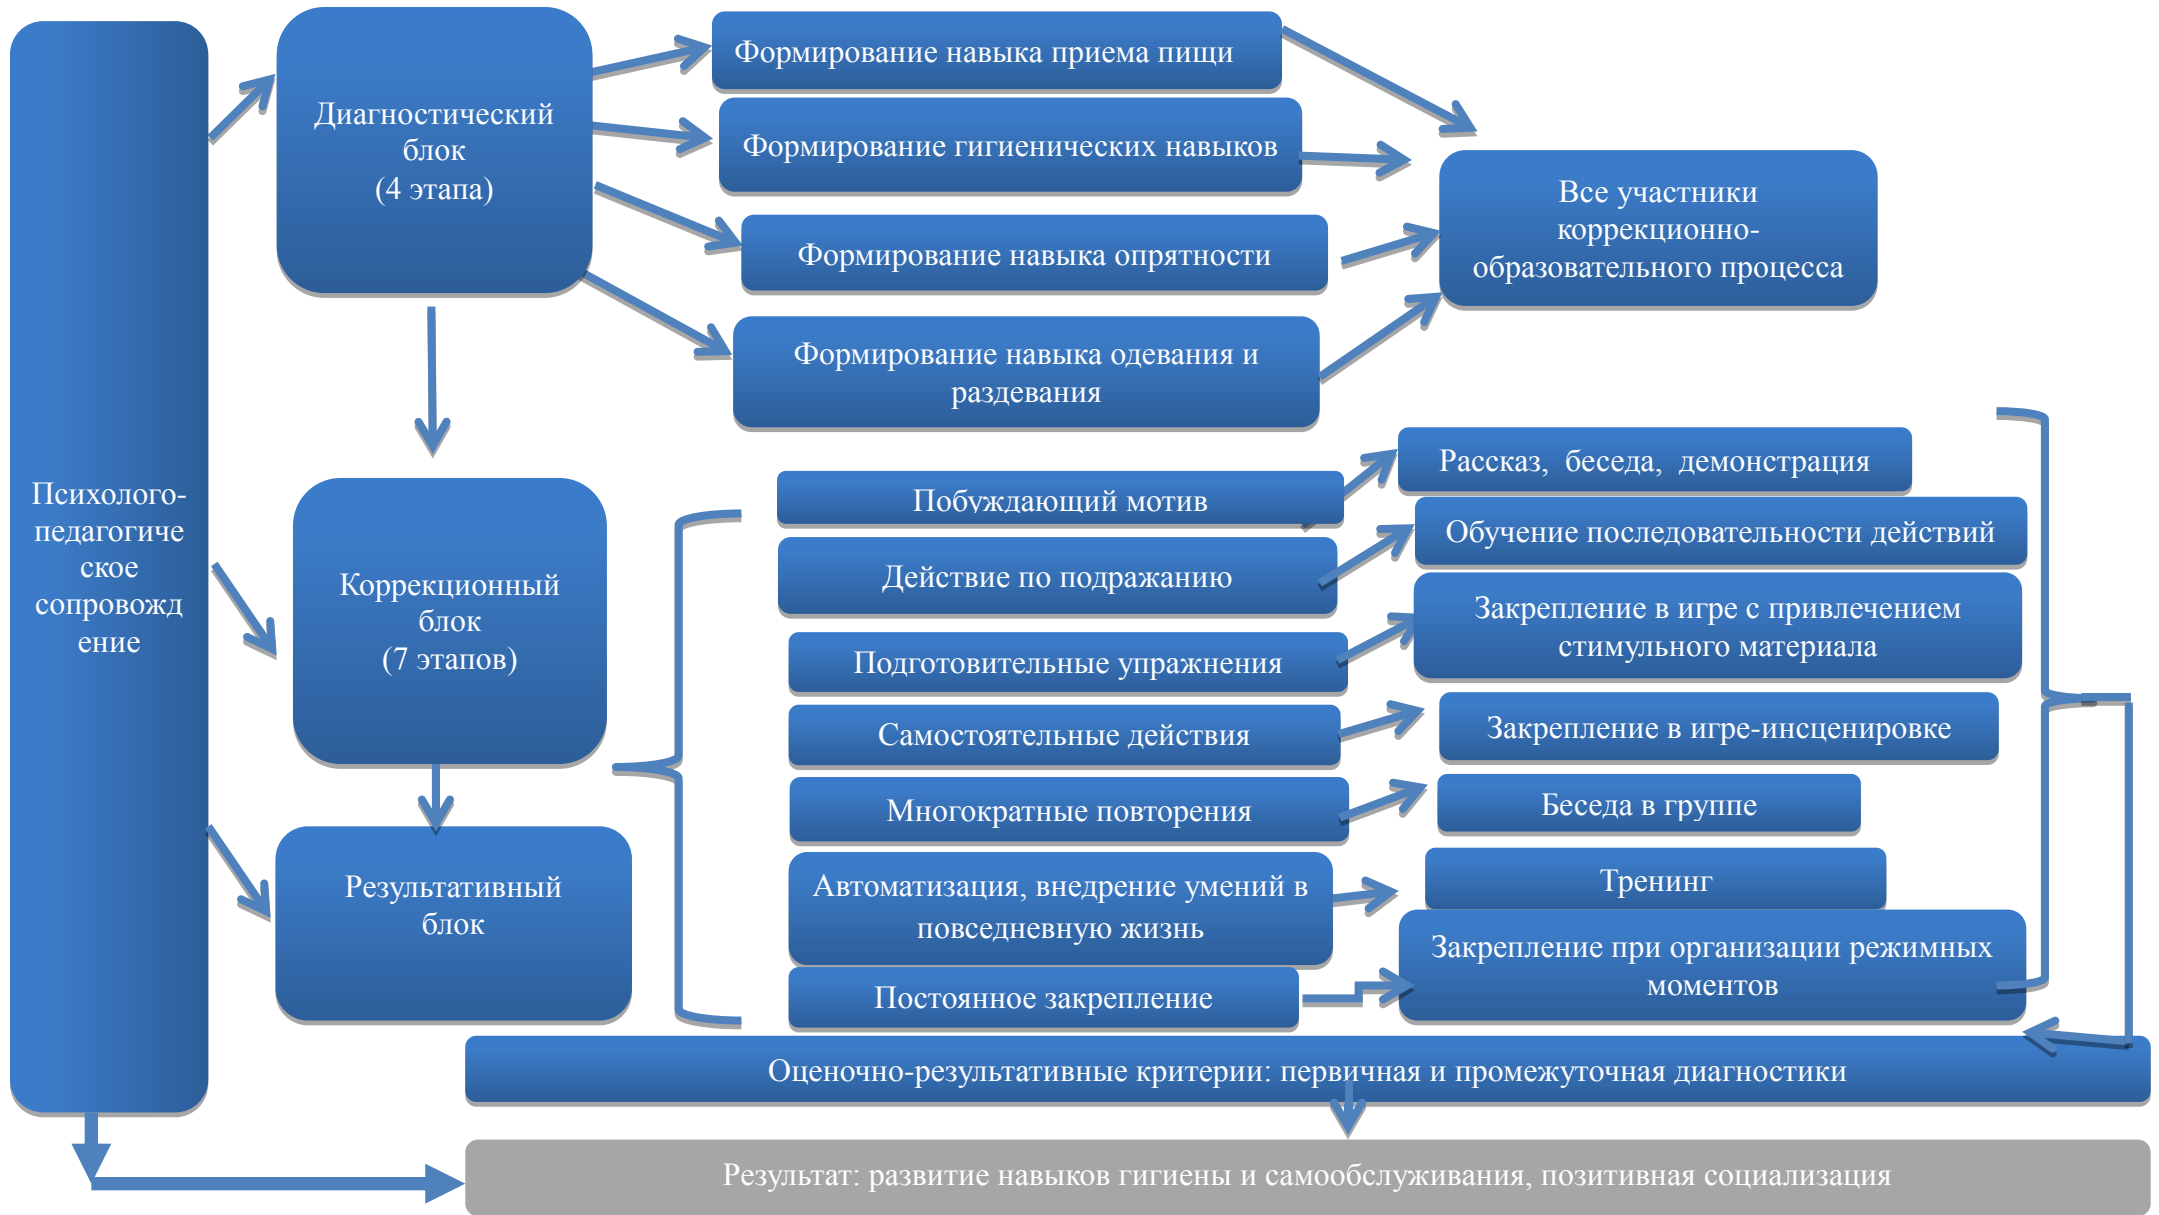 Психолого-
педагогиче
ское
сопровожд
ение
Диагностический
блок
(4 этапа)
Формирование навыка приема пищи
Формирование гигиенических навыков
Формирование навыка опрятности
Формирование навыка одевания и
раздевания
Все участники
коррекционно-
образовательного процесса
Коррекционный
блок
(7 этапов)
Побуждающий мотив
Рассказ, беседа, демонстрация
Действие по подражанию
Обучение последовательности действий
Подготовительные упражнения
Закрепление в игре с привлечением
стимульного материала
Самостоятельные действия
Закрепление в игре-инсценировке
Многократные повторения
Беседа в группе
Автоматизация, внедрение умений в
повседневную жизнь
Тренинг
Постоянное закрепление
Закрепление при организации режимных
моментов
Результативный
блок
Оценочно-результативные критерии: первичная и промежуточная диагностики
Результат: развитие навыков гигиены и самообслуживания, позитивная социализация